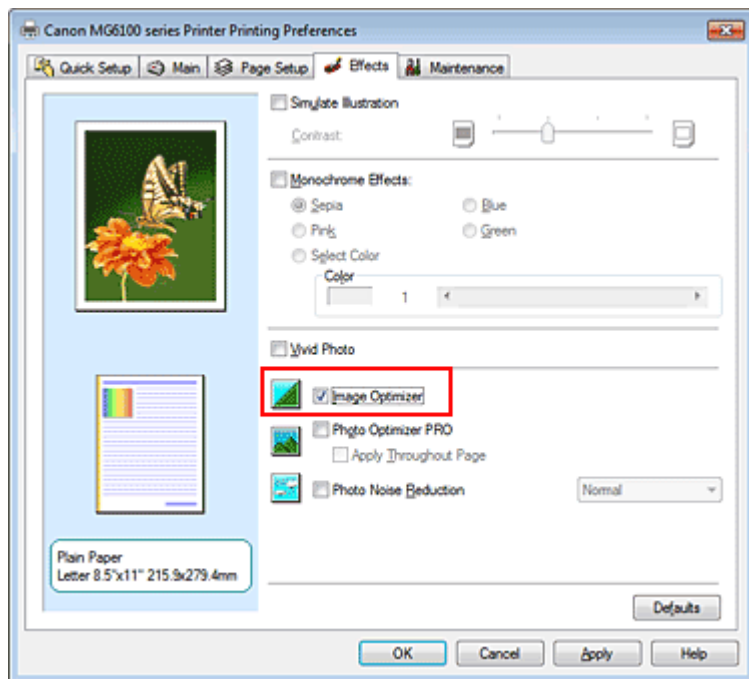 Canon MG6100 series Printer Printing Preferences
Quick Setup Main Page Setup Effects Maintenance
Simulate Illustration
Contrast:
Monochrome Effects:
Sepia Blue
Pink Green
Select Color
Color
1
Vivid Photo
Image Optimizer
Photo Optimizer PRO
Apply Throughout Page
Photo Noise Reduction Normal
Plain Paper
Letter 8.5"x11" 215.9x279.4mm
Defaults
OK Cancel Apply Help